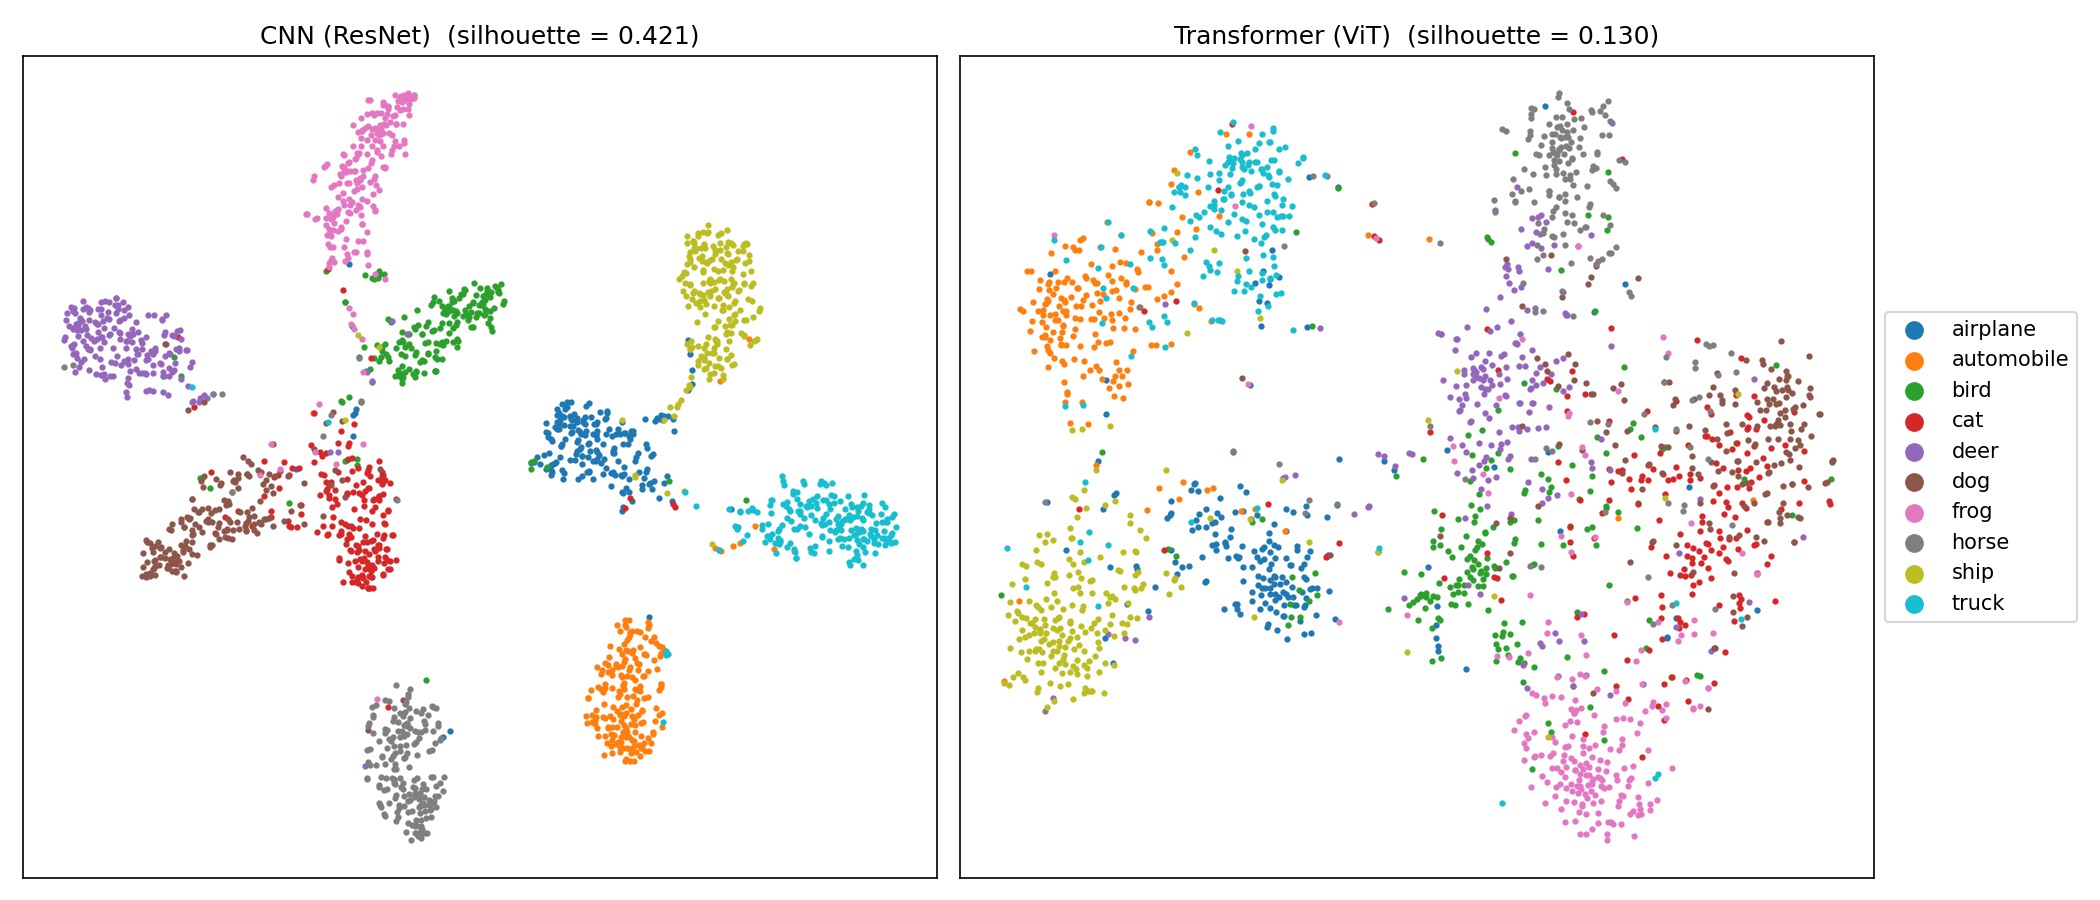 CNN (ResNet)  (silhouette = 0.421)
Transformer (ViT)  (silhouette = 0.130)
airplane
automobile
bird
cat
deer
dog
frog
horse
ship
truck